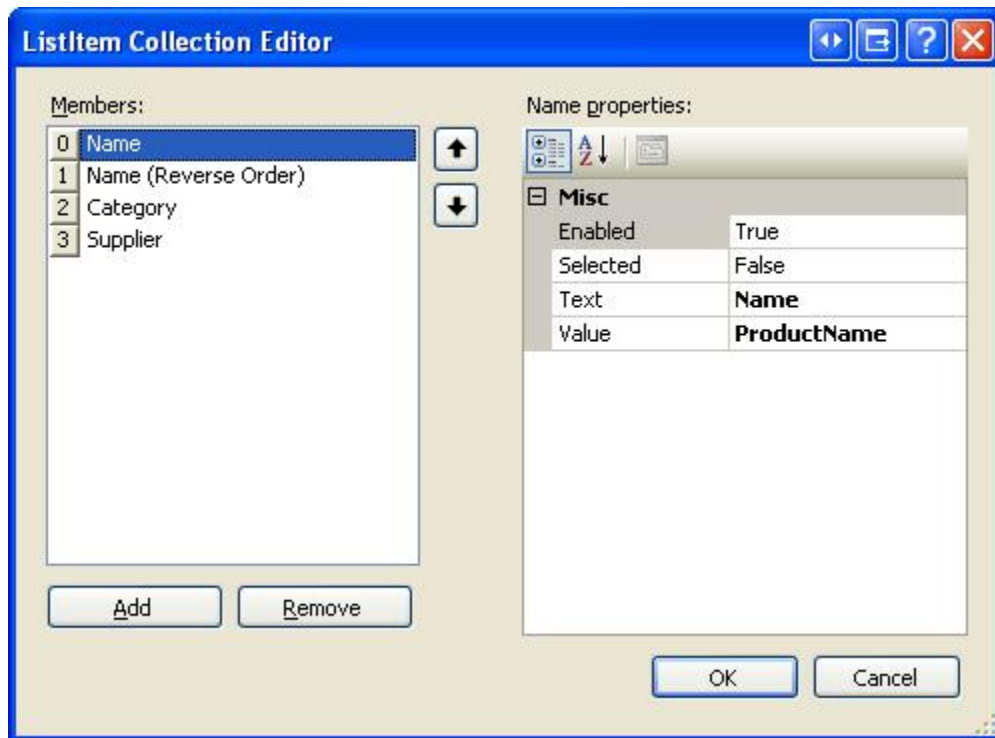 ListItem Collection Editor
?
Members:
0 Name
1 Name (Reverse Order)
2 Category
3 Supplier
Add Remove
Name properties:
A
Z
Misc
Enabled True
Selected False
Text Name
Value ProductName
OK Cancel